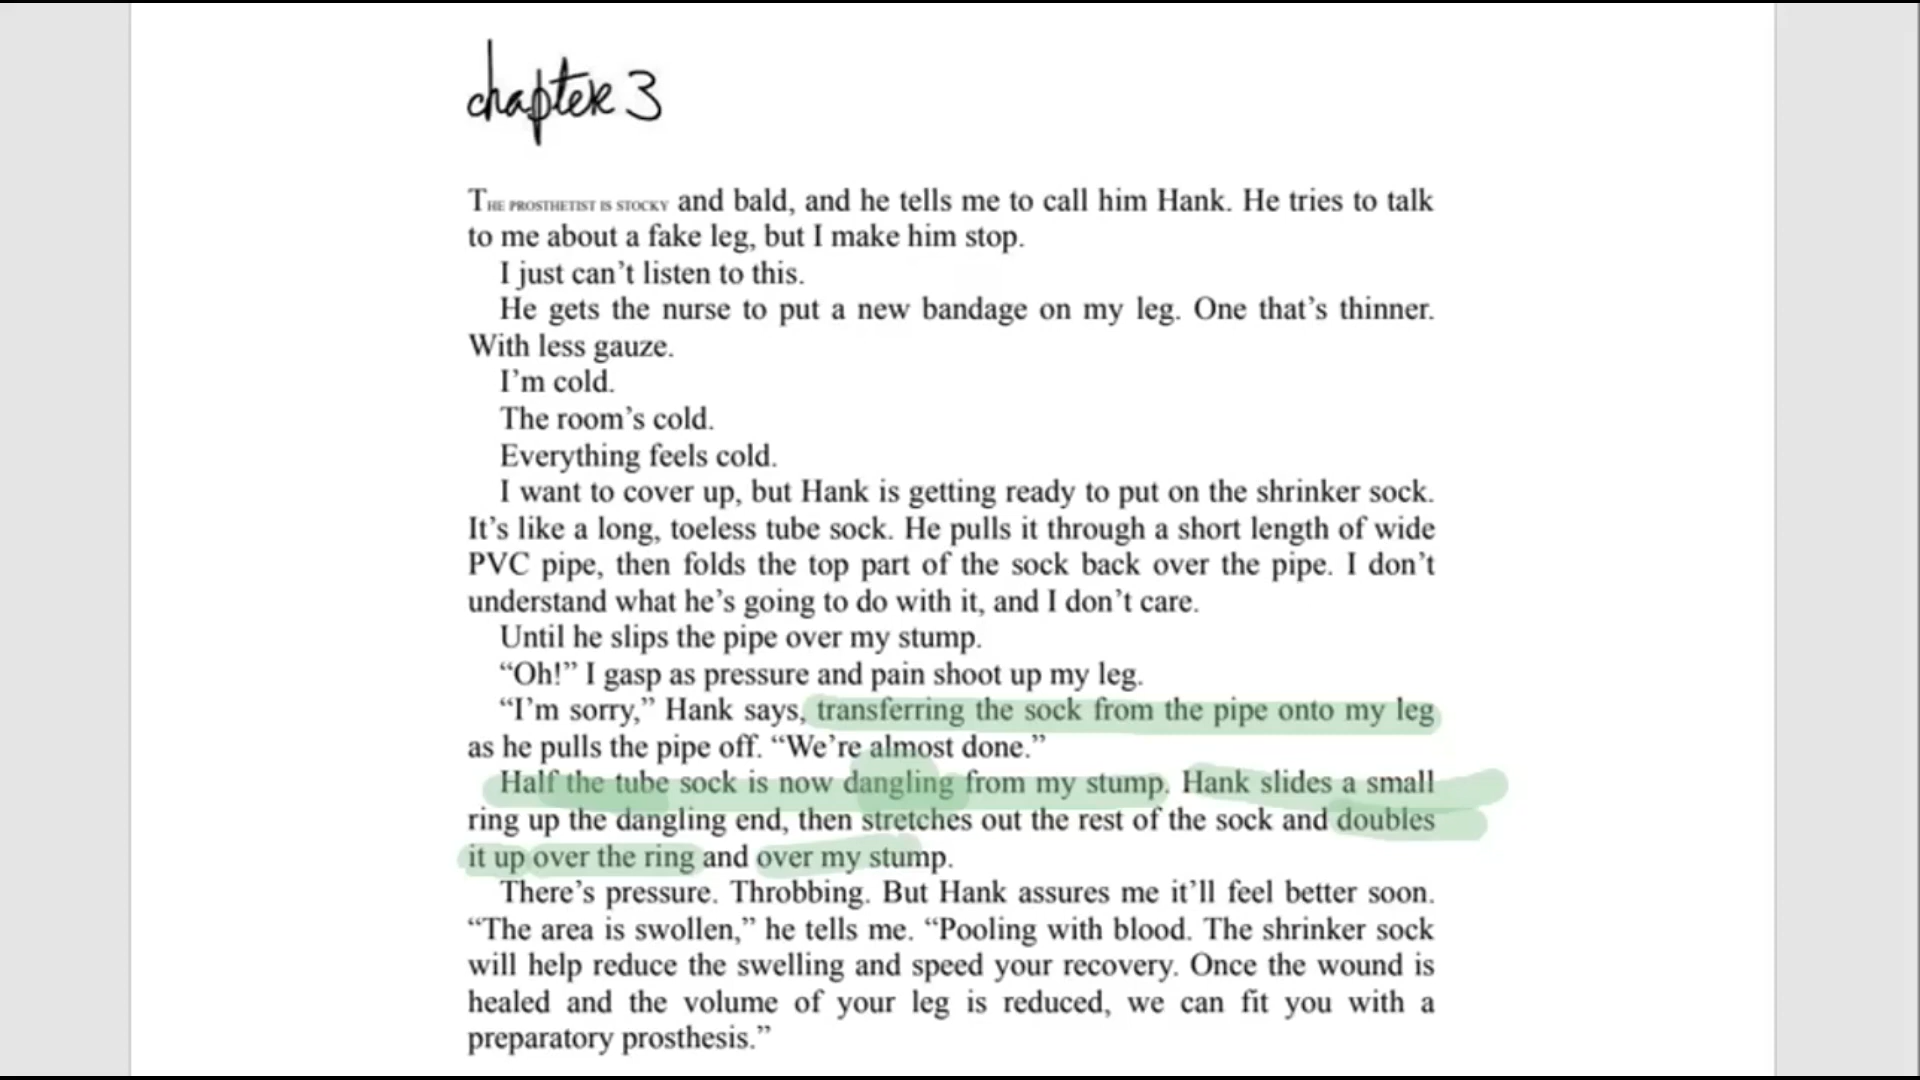 chapter 3
THE PROSTHETIST IS STOCKY and bald, and he tells me to call him Hank. He tries to talk
to me about a fake leg, but I make him stop.
I just can’t listen to this.
He gets the nurse to put a new bandage on my leg. One that’s thinner.
With less gauze.
I’m cold.
The room’s cold.
Everything feels cold.
I want to cover up, but Hank is getting ready to put on the shrinker sock.
It’s like a long, toeless tube sock. He pulls it through a short length of wide
PVC pipe, then folds the top part of the sock back over the pipe. I don’t
understand what he’s going to do with it, and I don’t care.
Until he slips the pipe over my stump.
“Oh!” I gasp as pressure and pain shoot up my leg.
“I’m sorry,” Hank says, transferring the sock from the pipe onto my leg
as he pulls the pipe off. “We’re almost done.”
Half the tube sock is now dangling from my stump. Hank slides a small
ring up the dangling end, then stretches out the rest of the sock and doubles
it up over the ring and over my stump.
There’s pressure. Throbbing. But Hank assures me it’ll feel better soon.
“The area is swollen,” he tells me. “Pooling with blood. The shrinker sock
will help reduce the swelling and speed your recovery. Once the wound is
healed and the volume of your leg is reduced, we can fit you with a
preparatory prosthesis.”